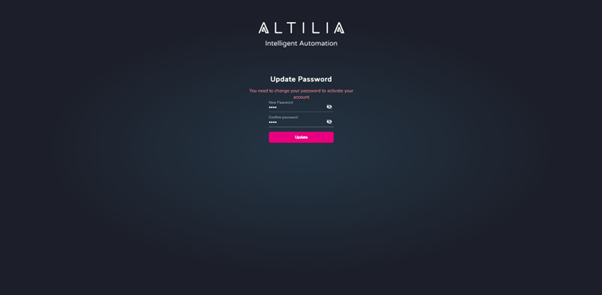 ALTILIA
Intelligent Automation
Update Password
You need to change your password to activate your
account
New Password
••••
Confirm password
••••
Update